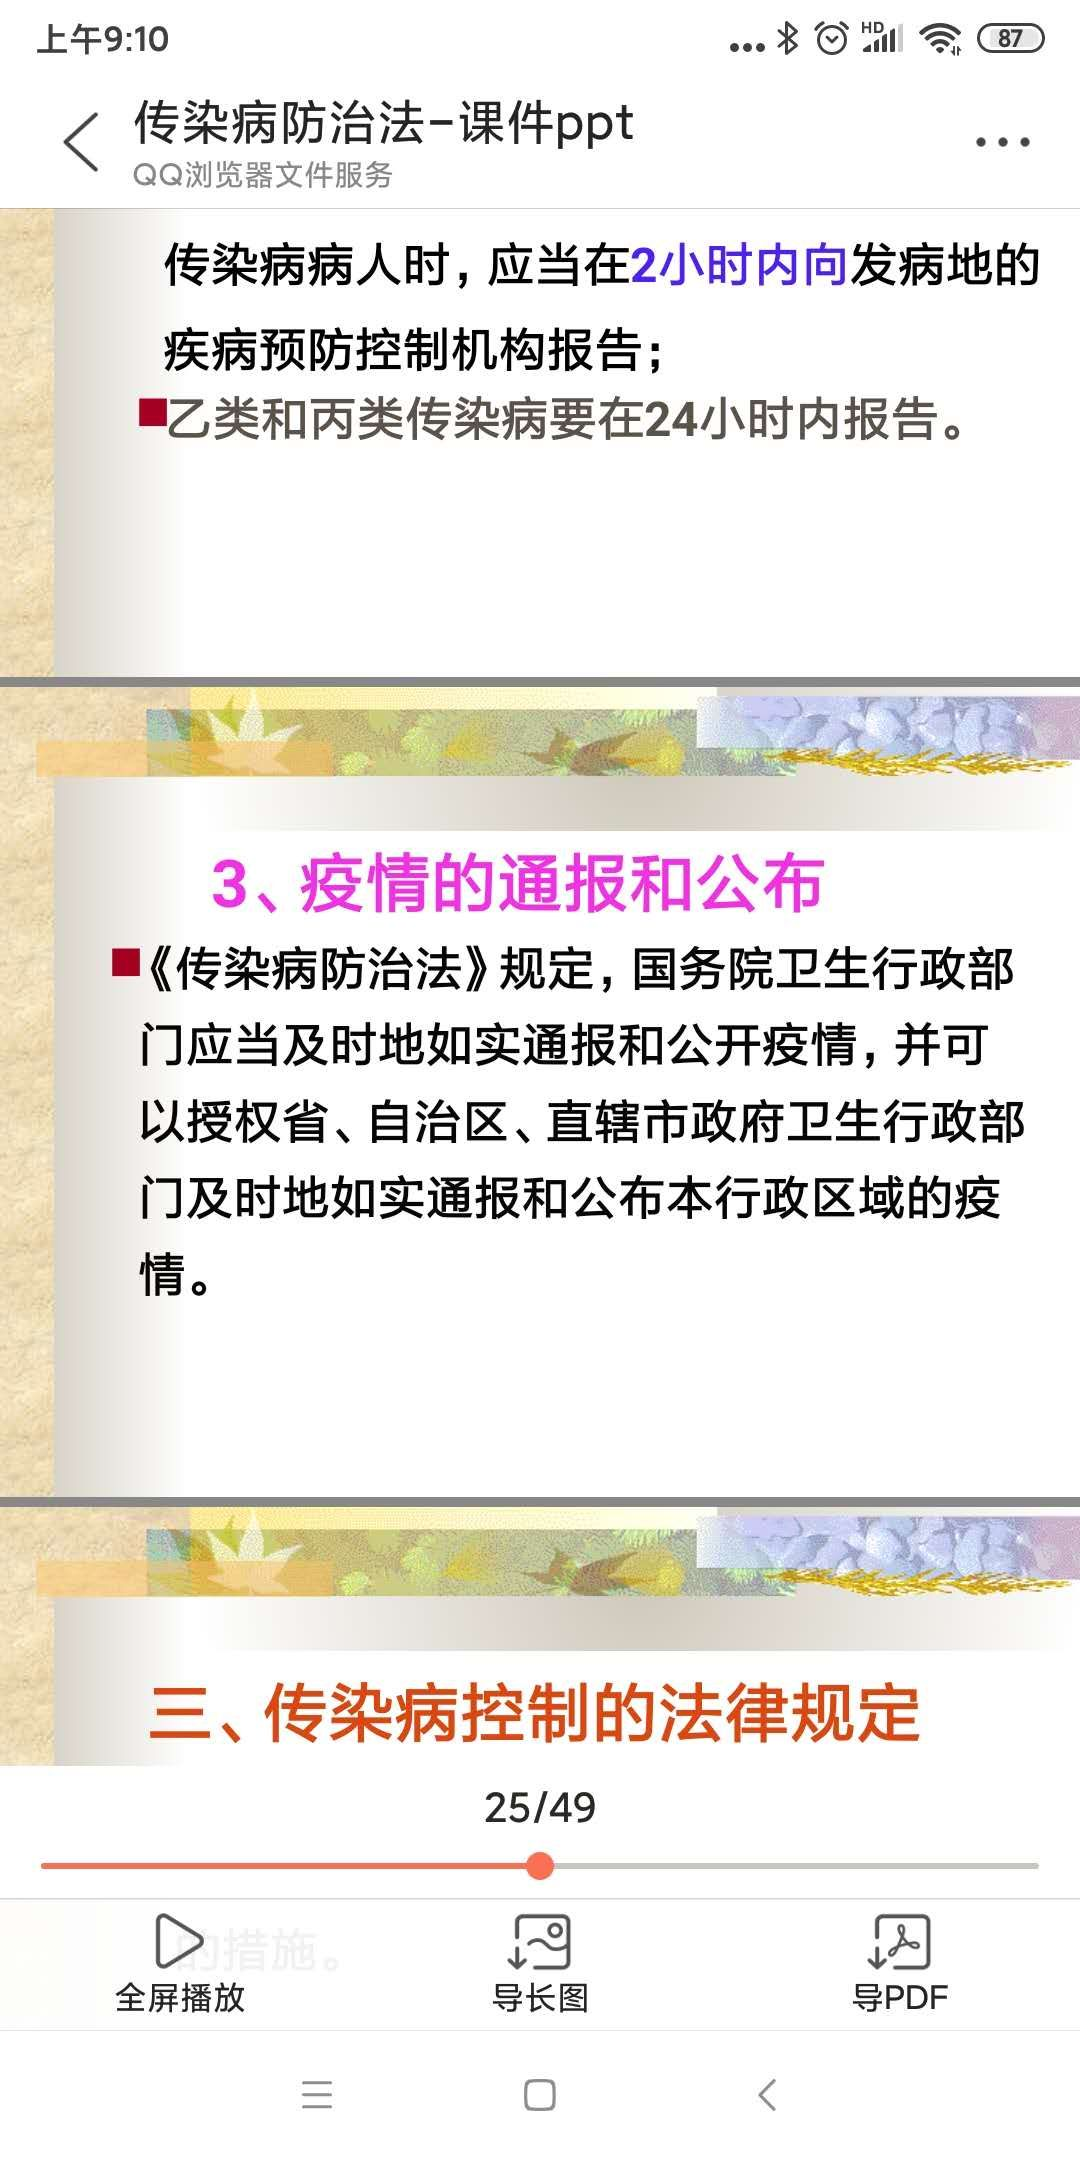 上午9:10
HD
87
传染病防治法-课件ppt
QQ浏览器文件服务
传染病病人时，应当在2小时内向发病地的
疾病预防控制机构报告；
乙类和丙类传染病要在24小时内报告。
3、疫情的通报和公布
《传染病防治法》规定，国务院卫生行政部
门应当及时地如实通报和公开疫情，并可
以授权省、自治区、直辖市政府卫生行政部
门及时地如实通报和公布本行政区域的疫
情。
三、传染病控制的法律规定
25/49
的措施。
全屏播放
导长图
导PDF